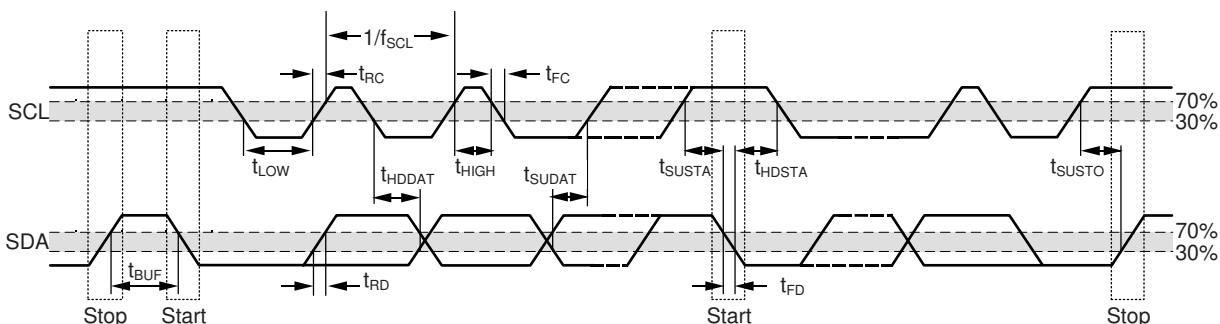 1/fSCL
tRC
tFC
SCL
70%
30%
tLOW
tHDDAT
tHIGH
tSUDAT
tSUSTA
tHDSTA
tSUSTO
SDA
70%
30%
tBUF
tRD
tFD
Stop Start Start Stop